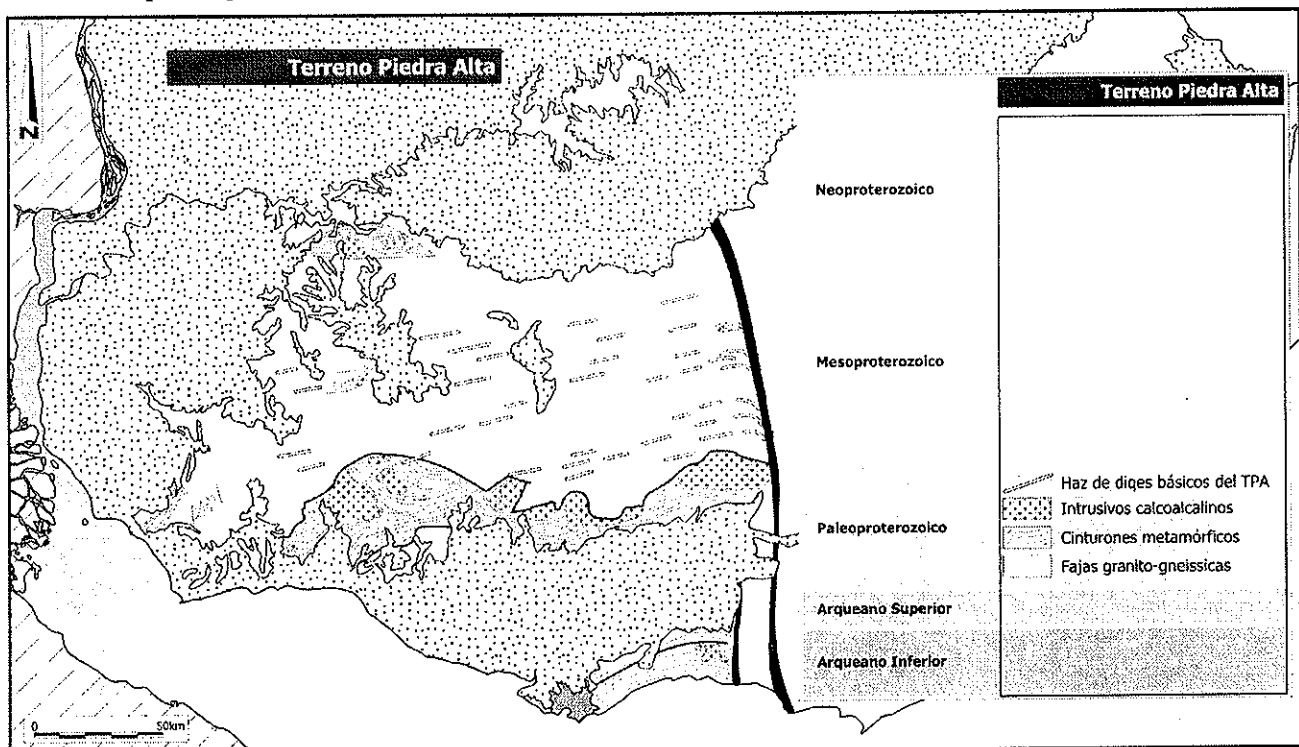 Terreno Piedra Alta
Terreno Piedra Alta
N
Neoproterozoico
Mesoproterozoico
Haz de diqes básicos del TPA
Intrusivos calcoalcalinos
Paleoproterozoico
Cinturones metamórficos
Fajas granito-gneissicas
Arqueano Superior
Arqueano Inferior
0 50km